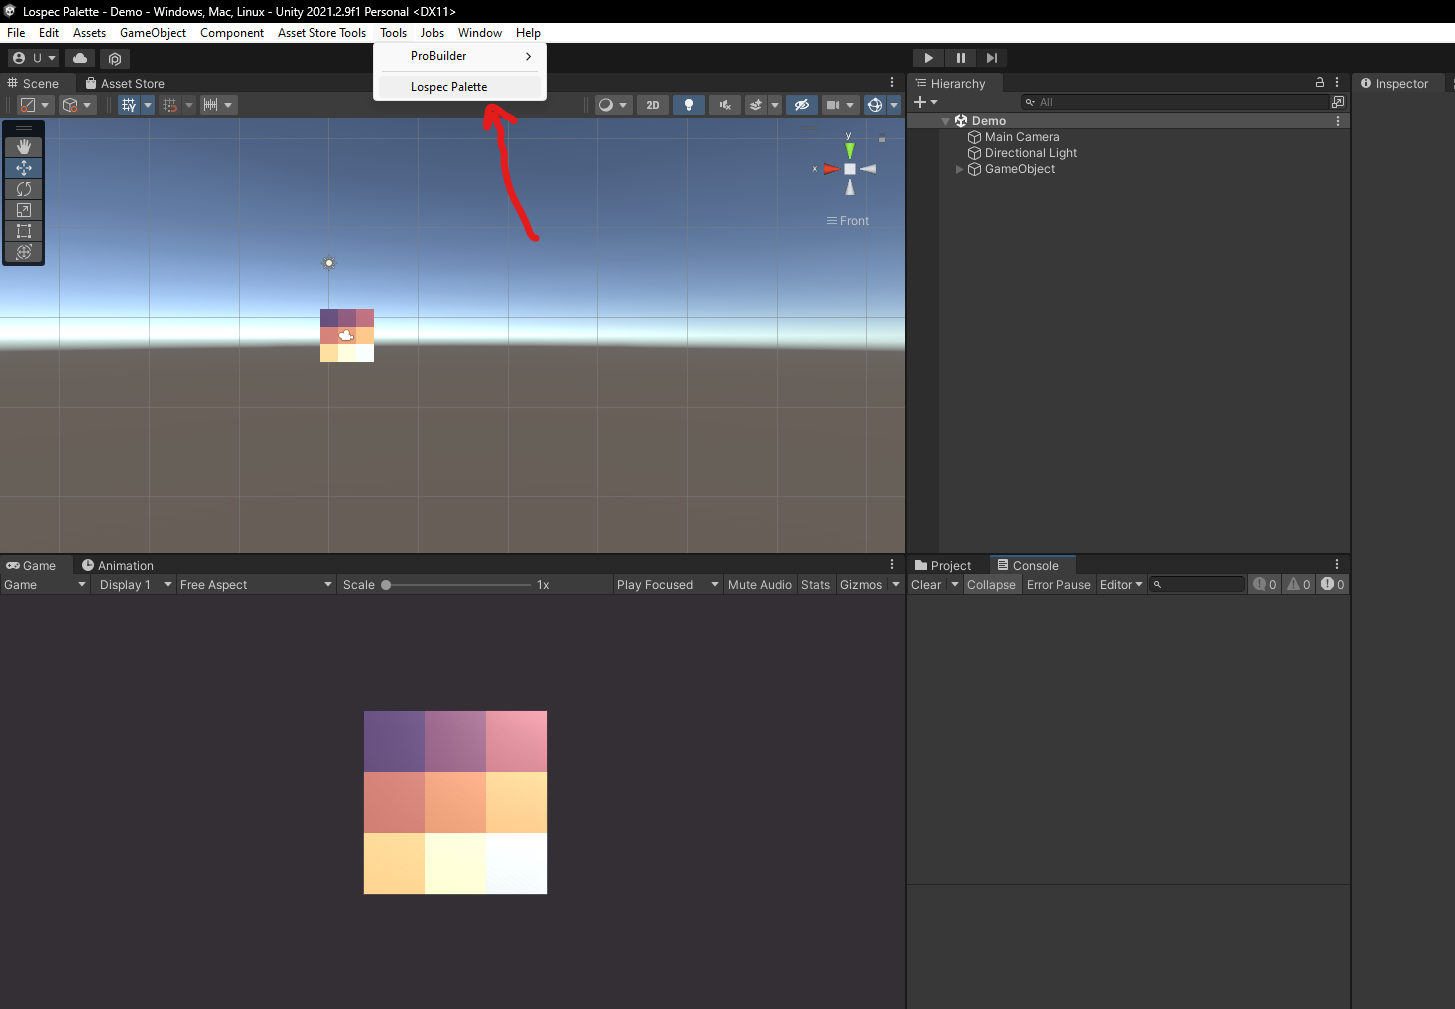 Lospec Palette - Demo - Windows, Mac, Linux - Unity 2021.2.9f1 Personal <DX11>
File Edit Assets GameObject Component Asset Store Tools Tools Jobs Window Help
ProBuilder
Lospec Palette
U
Scene Asset Store
2D
y
x
Front
Hierarchy
All
Demo
Main Camera
Directional Light
GameObject
Inspector
Game Animation
Game Display 1 Free Aspect Scale 1x Play Focused Mute Audio Stats Gizmos
Project Console
Clear Collapse Error Pause Editor 0 0 0